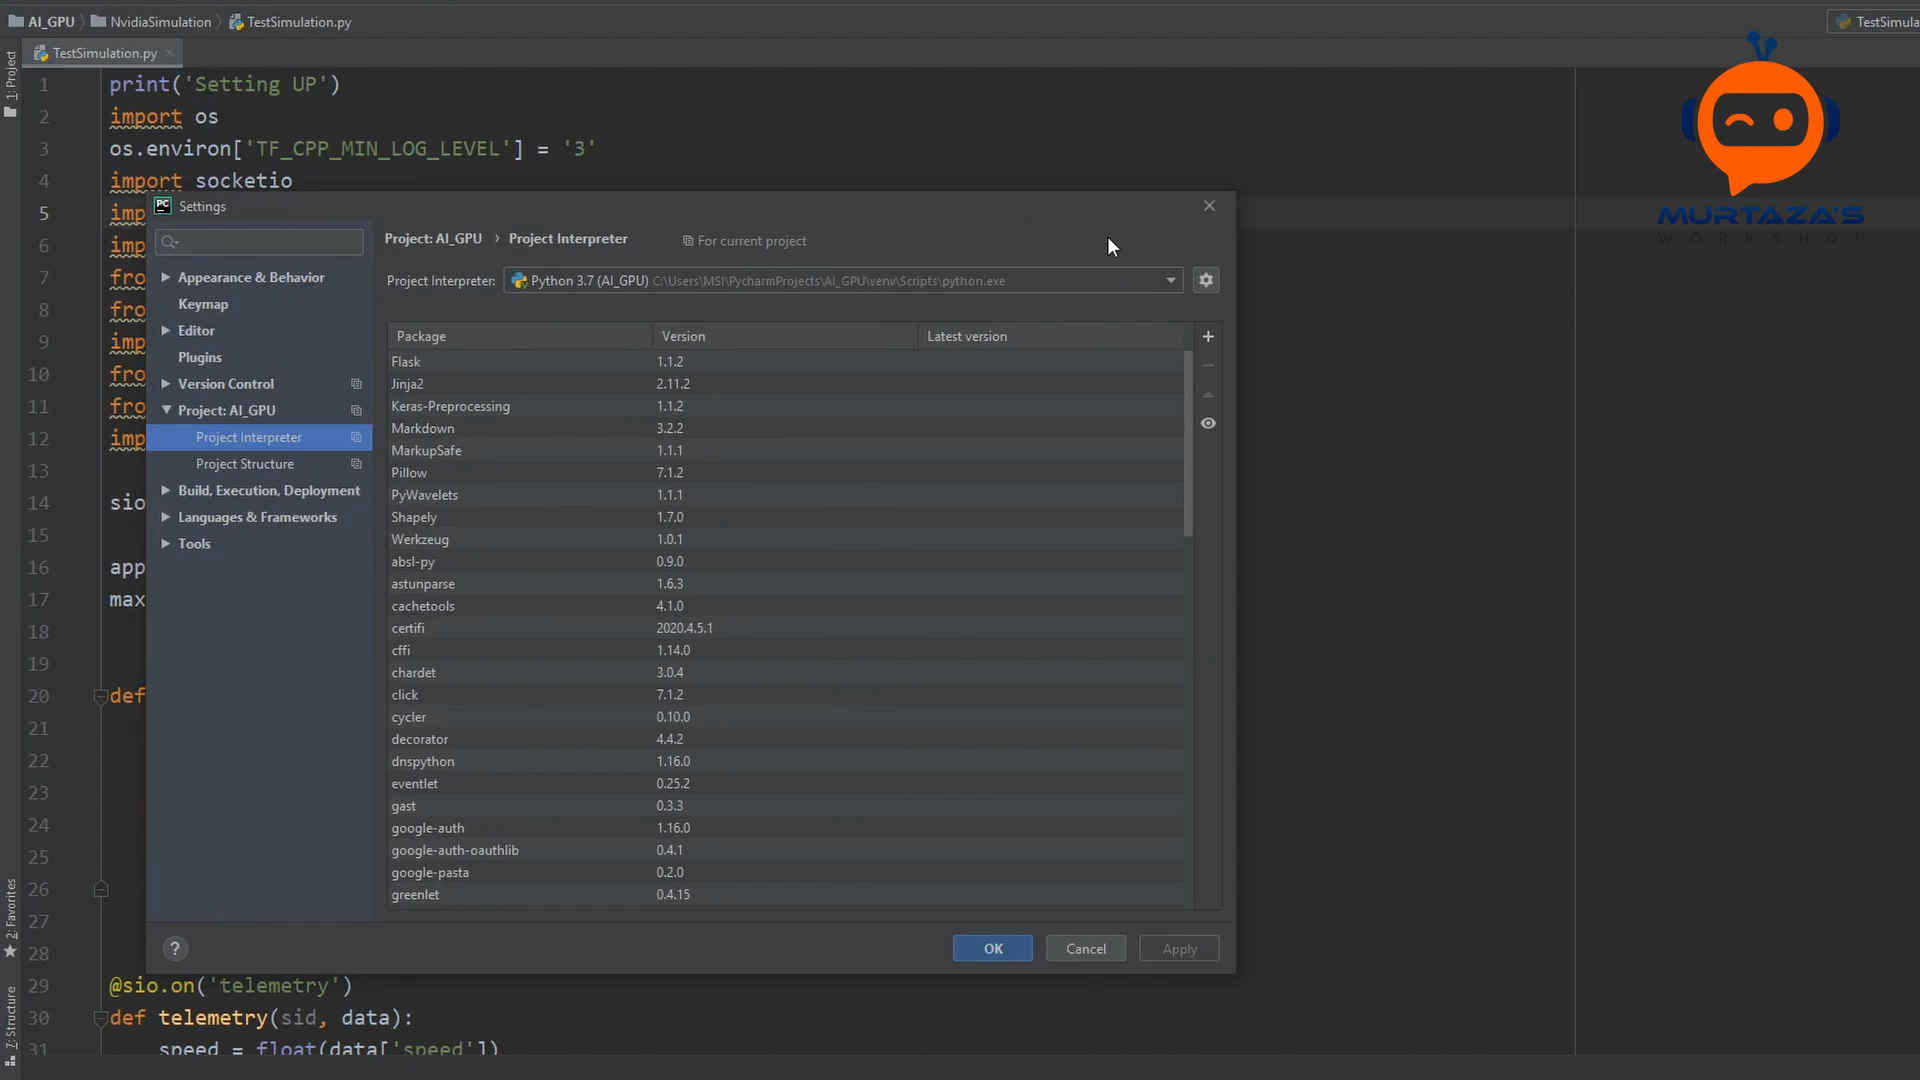 AI_GPU NvidiaSimulation TestSimulation.py TestSimula
TestSimulation.py
1: Project
2: Favorites
7: Structure
1 print('Setting UP')
2 import os
3 os.environ['TF_CPP_MIN_LOG_LEVEL'] = '3'
4 import socketio
5 imp
6 imp
7 fro
8 fro
9 imp
10 fro
11 fro
12 imp
13
14 sio
15
16 app
17 max
18
19
20 def
21
22
23
24
25
26
27
28
29 @sio.on('telemetry')
30 def telemetry(sid, data):
31 speed = float(data['speed'])
MURTAZA'S
WORKSHOP
PC Settings
Appearance & Behavior
Keymap
Editor
Plugins
Version Control
Project: AI_GPU
Project Interpreter
Project Structure
Build, Execution, Deployment
Languages & Frameworks
Tools
Project: AI_GPU › Project Interpreter For current project
Project Interpreter: Python 3.7 (AI_GPU) C:\Users\MSI\PycharmProjects\AI_GPU\venv\Scripts\python.exe
Package Version Latest version
Flask 1.1.2
Jinja2 2.11.2
Keras-Preprocessing 1.1.2
Markdown 3.2.2
MarkupSafe 1.1.1
Pillow 7.1.2
PyWavelets 1.1.1
Shapely 1.7.0
Werkzeug 1.0.1
absl-py 0.9.0
astunparse 1.6.3
cachetools 4.1.0
certifi 2020.4.5.1
cffi 1.14.0
chardet 3.0.4
click 7.1.2
cycler 0.10.0
decorator 4.4.2
dnspython 1.16.0
eventlet 0.25.2
gast 0.3.3
google-auth 1.16.0
google-auth-oauthlib 0.4.1
google-pasta 0.2.0
greenlet 0.4.15
? OK Cancel Apply